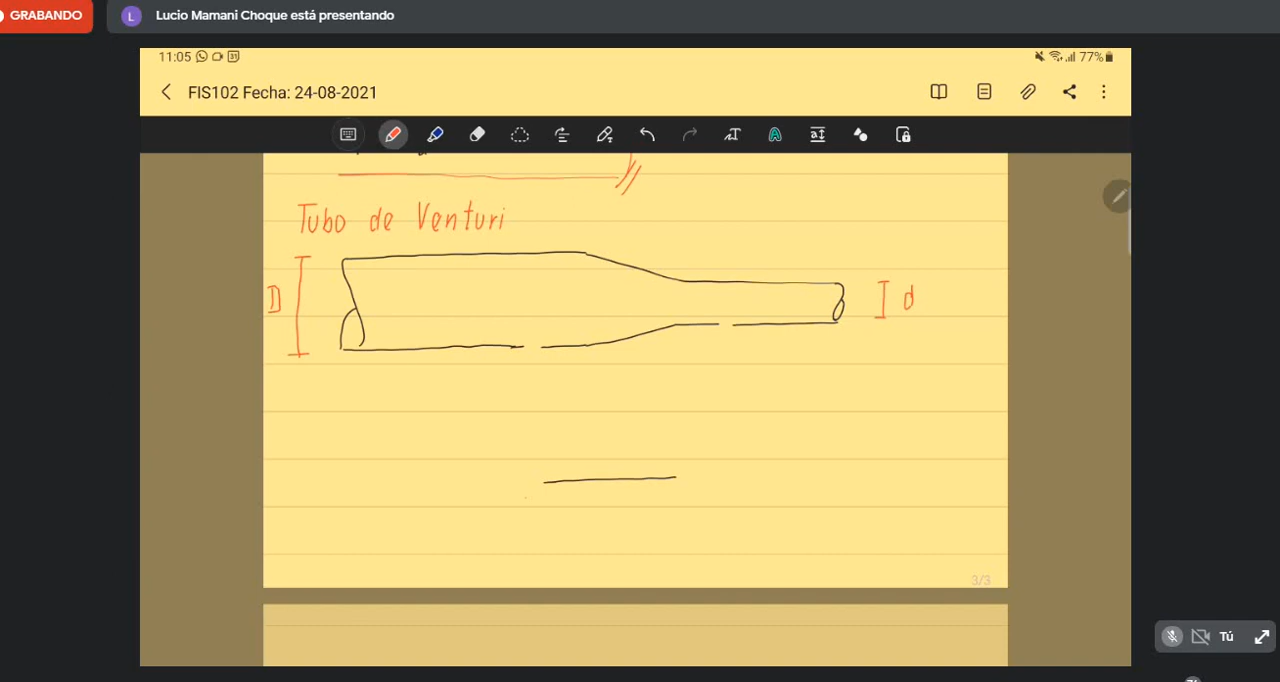 GRABANDO
L Lucio Mamani Choque está presentando
11:05 31 77%
FIS102 Fecha: 24-08-2021
Tubo de Venturi
D
d
3/3
Tú